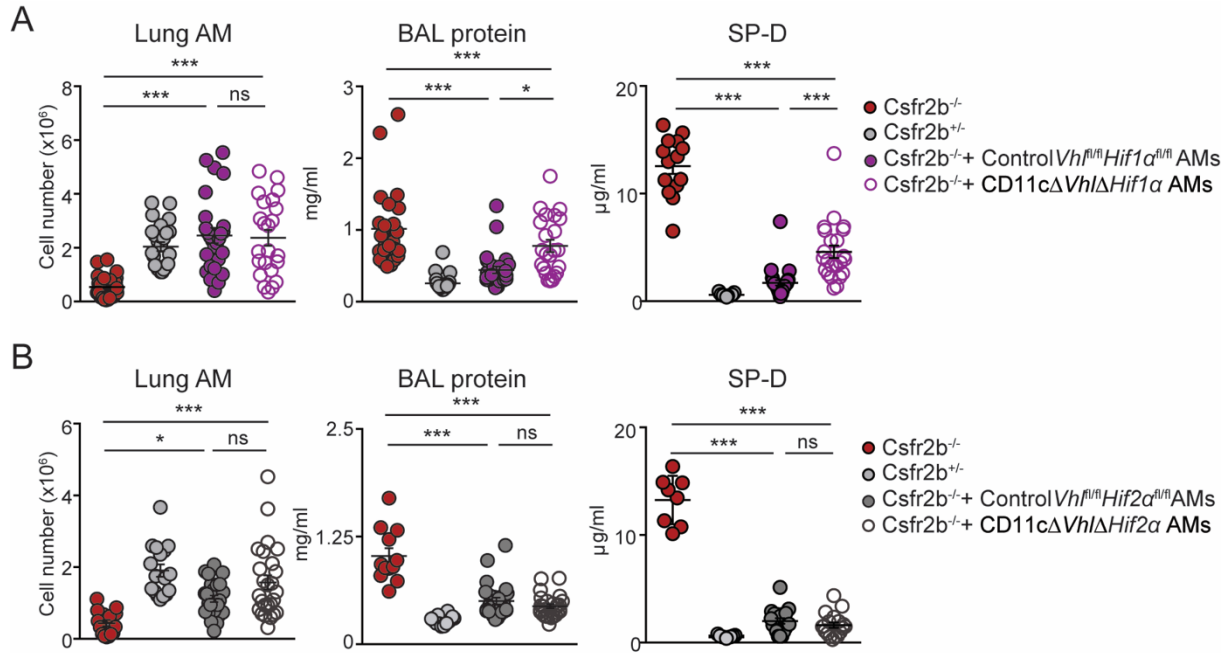 A
Lung AM
BAL protein
SP-D
***
***
ns
***
***
*
***
***
***
Cell number (x10⁶)
8
6
4
2
0
mg/ml
3
2
1
0
µg/ml
20
10
0
Csfr2b-/-
Csfr2b+/-
Csfr2b-/-+ ControlVhlfl/flHif1αfl/fl AMs
Csfr2b-/-+ CD11cΔVhlΔHif1α AMs
B
Lung AM
BAL protein
SP-D
***
*
ns
***
***
ns
***
***
ns
Cell number (x10⁶)
6
4
2
0
mg/ml
2.5
1.25
0
µg/ml
20
10
0
Csfr2b-/-
Csfr2b+/-
Csfr2b-/-+ ControlVhlfl/flHif2αfl/flAMs
Csfr2b-/-+ CD11cΔVhlΔHif2α AMs